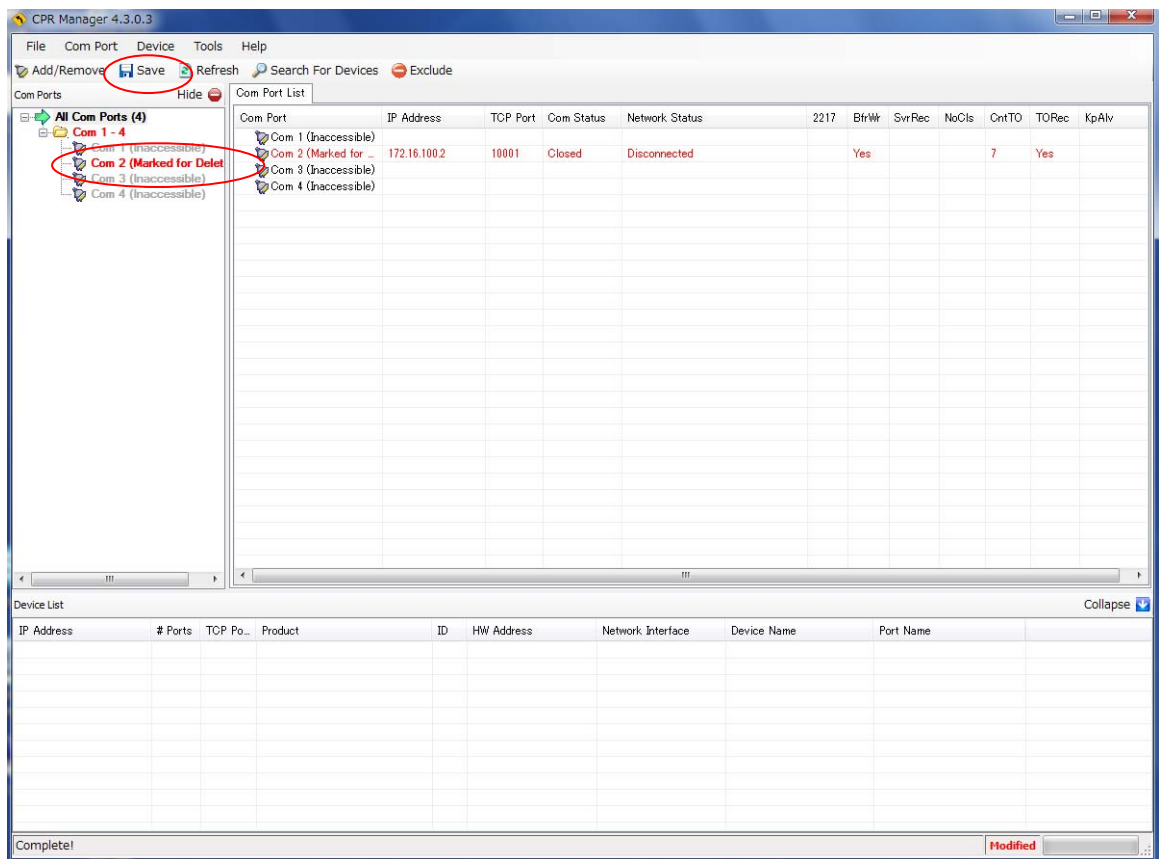 CPR Manager 4.3.0.3
File Com Port Device Tools Help
Add/Remove Save Refresh Search For Devices Exclude
Com Ports Hide
All Com Ports (4)
Com 1 - 4
Com 1 (Inaccessible)
Com 2 (Marked for Delet
Com 3 (Inaccessible)
Com 4 (Inaccessible)
Com Port List
Com Port IP Address TCP Port Com Status Network Status 2217 BfrWr SvrRec NoCls CntTO TORec KpAlv
Com 1 (Inaccessible)
Com 2 (Marked for ... 172.16.100.2 10001 Closed Disconnected Yes 7 Yes
Com 3 (Inaccessible)
Com 4 (Inaccessible)
Device List Collapse
IP Address # Ports TCP Po... Product ID HW Address Network Interface Device Name Port Name
Complete! Modified